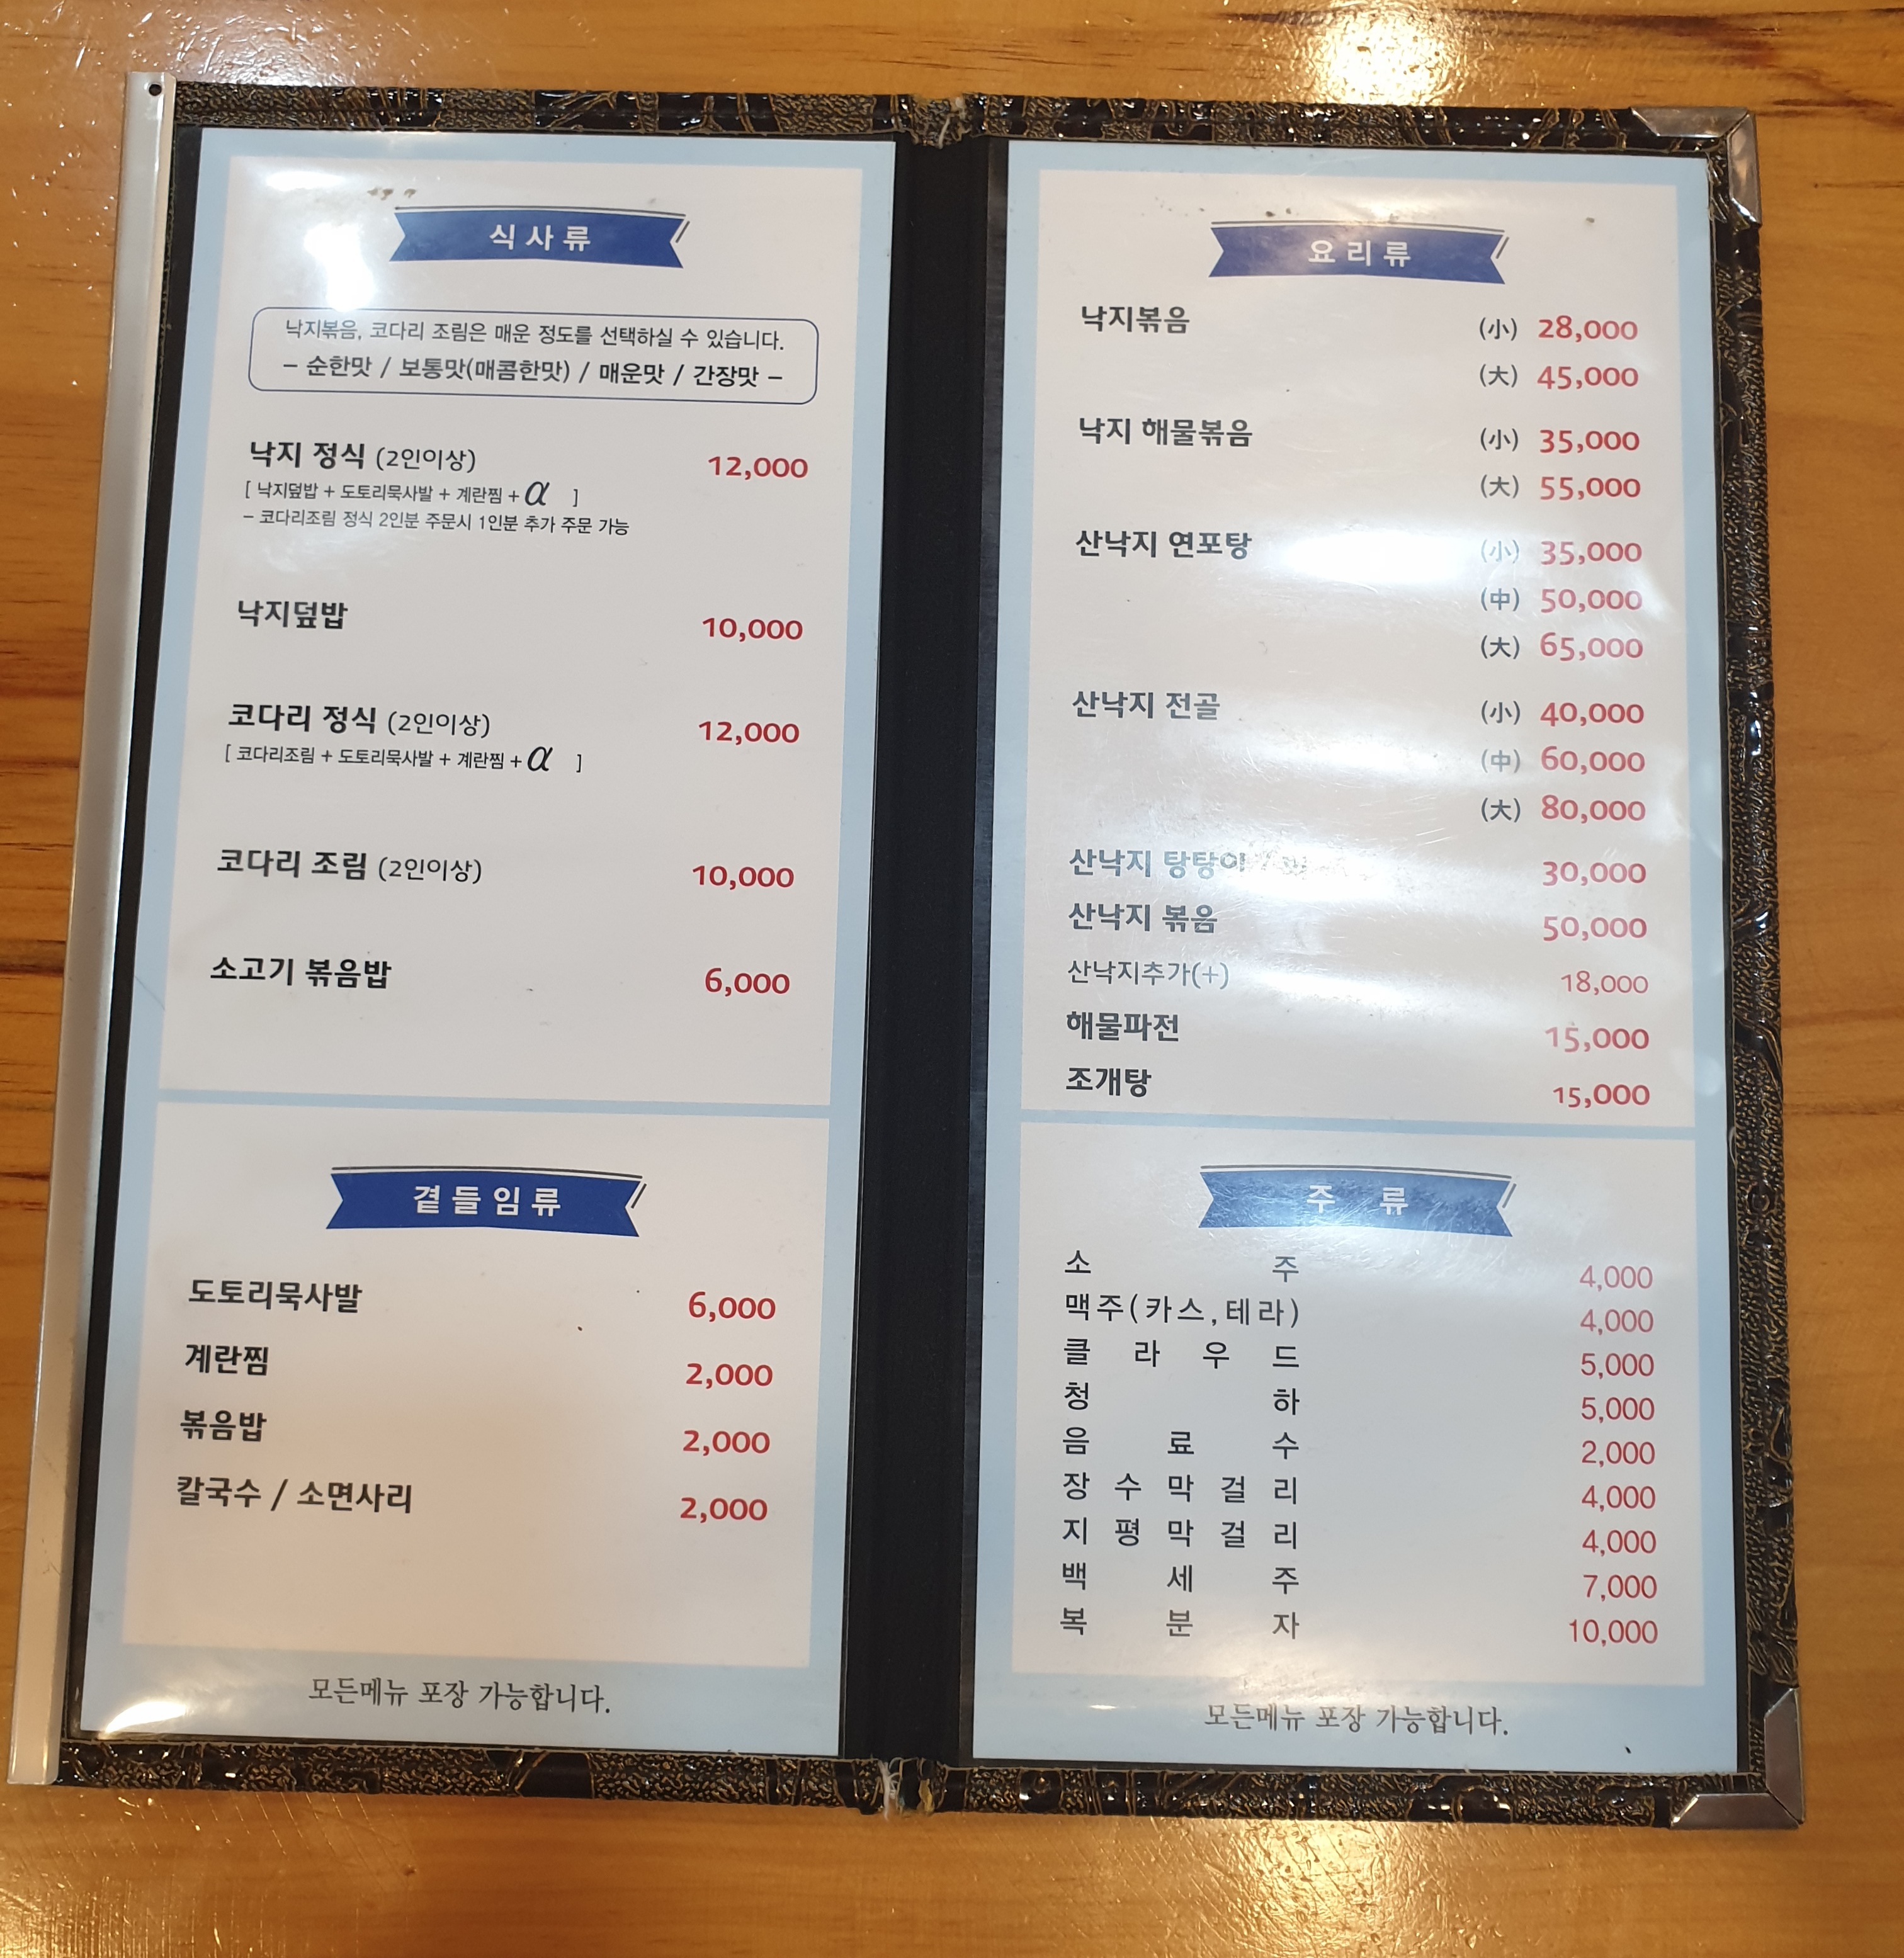 식사류
낙지볶음, 코다리 조림은 매운 정도를 선택하실 수 있습니다.
– 순한맛 / 보통맛(매콤한맛) / 매운맛 / 간장맛 –
낙지 정식 (2인이상) 12,000
[ 낙지덮밥 + 도토리묵사발 + 계란찜 + α ]
– 코다리조림 정식 2인분 주문시 1인분 추가 주문 가능
낙지덮밥 10,000
코다리 정식 (2인이상) 12,000
[ 코다리조림 + 도토리묵사발 + 계란찜 + α ]
코다리 조림 (2인이상) 10,000
소고기 볶음밥 6,000
곁들임류
도토리묵사발 6,000
계란찜 2,000
볶음밥 2,000
칼국수 / 소면사리 2,000
모든메뉴 포장 가능합니다.
요리류
낙지볶음 (小) 28,000
(大) 45,000
낙지 해물볶음 (小) 35,000
(大) 55,000
산낙지 연포탕 (小) 35,000
(中) 50,000
(大) 65,000
산낙지 전골 (小) 40,000
(中) 60,000
(大) 80,000
산낙지 탕탕이 / 30,000
산낙지 볶음 50,000
산낙지추가(+) 18,000
해물파전 15,000
조개탕 15,000
주 류
소 주 4,000
맥주(카스,테라) 4,000
클 라 우 드 5,000
청 하 5,000
음 료 수 2,000
장 수 막 걸 리 4,000
지 평 막 걸 리 4,000
백 세 주 7,000
복 분 자 10,000
모든메뉴 포장 가능합니다.